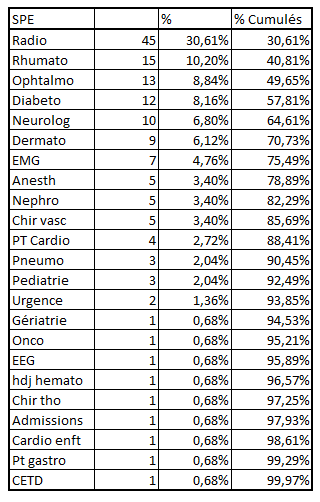 SPE % % Cumulés
Radio 45 30,61% 30,61%
Rhumato 15 10,20% 40,81%
Ophtalmo 13 8,84% 49,65%
Diabeto 12 8,16% 57,81%
Neurolog 10 6,80% 64,61%
Dermato 9 6,12% 70,73%
EMG 7 4,76% 75,49%
Anesth 5 3,40% 78,89%
Nephro 5 3,40% 82,29%
Chir vasc 5 3,40% 85,69%
PT Cardio 4 2,72% 88,41%
Pneumo 3 2,04% 90,45%
Pediatrie 3 2,04% 92,49%
Urgence 2 1,36% 93,85%
Gériatrie 1 0,68% 94,53%
Onco 1 0,68% 95,21%
EEG 1 0,68% 95,89%
hdj hemato 1 0,68% 96,57%
Chir tho 1 0,68% 97,25%
Admissions 1 0,68% 97,93%
Cardio enft 1 0,68% 98,61%
Pt gastro 1 0,68% 99,29%
CETD 1 0,68% 99,97%